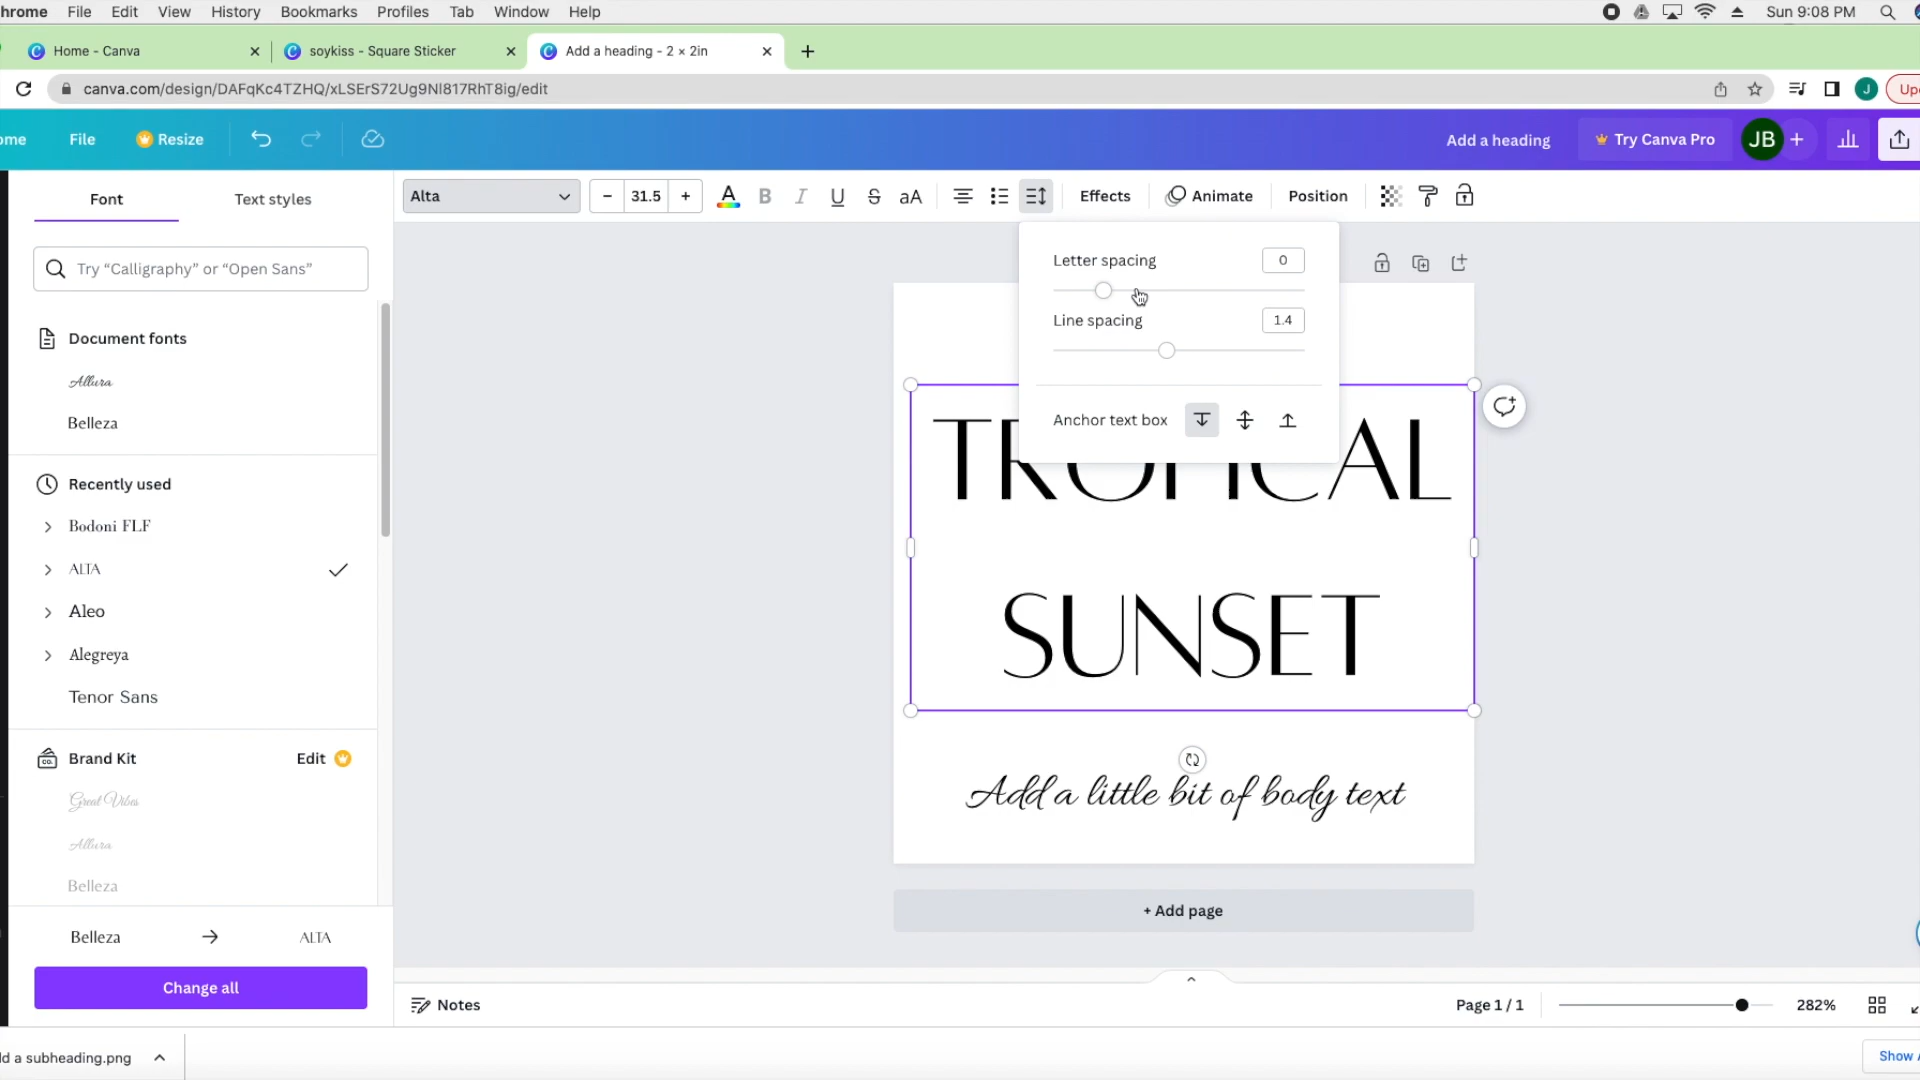 hrome File Edit View History Bookmarks Profiles Tab Window Help Sun 9:08 PM
Home - Canva soykiss - Square Sticker Add a heading - 2 × 2in
canva.com/design/DAFqKc4TZHQ/xLSErS72Ug9Nl817RhT8ig/edit J Up
ome File Resize Add a heading Try Canva Pro JB
Font Text styles Alta 31.5 B I U S aA Effects Animate Position
Try “Calligraphy” or “Open Sans”
Letter spacing 0
Line spacing 1.4
Anchor text box
Document fonts
Allura
Belleza
Recently used
Bodoni FLF
ALTA
Aleo
Alegreya
Tenor Sans
Brand Kit Edit
Great Vibes
Allura
Belleza
Belleza ALTA
Change all
TROPICAL
SUNSET
Add a little bit of body text
+ Add page
Notes Page 1 / 1 282%
ld a subheading.png Show A